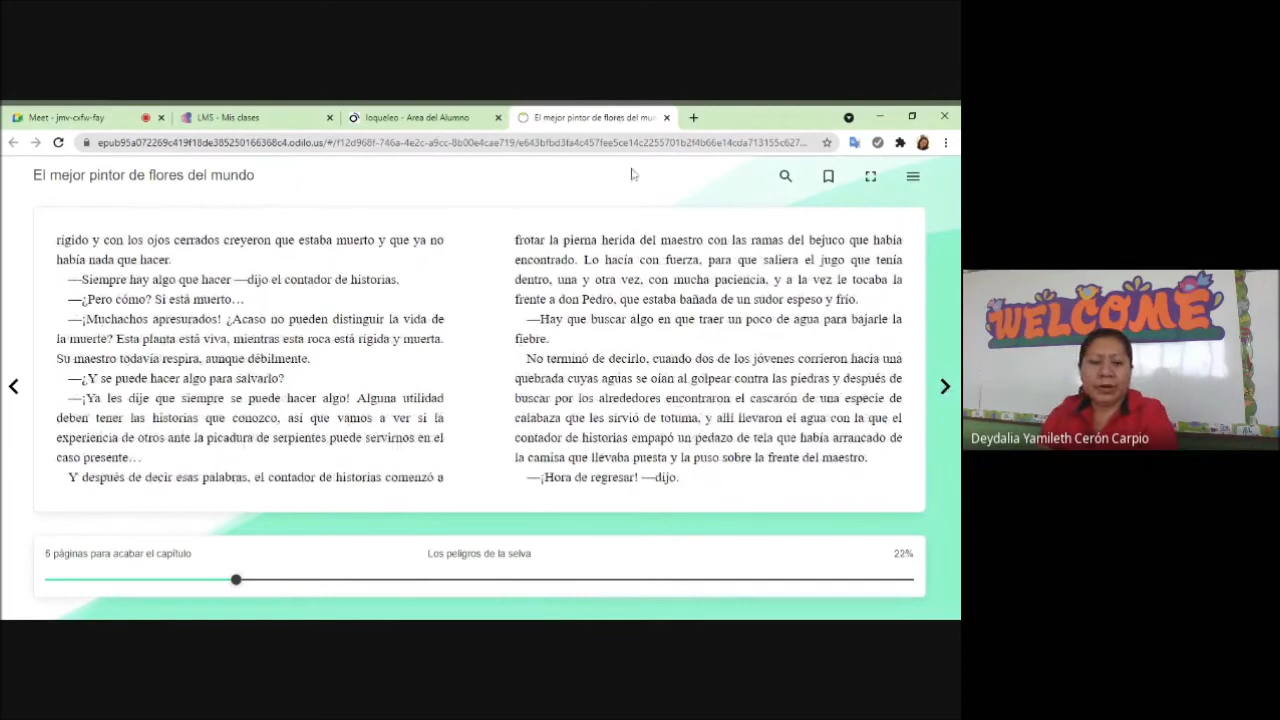 Meet - jmv-cxfw-fay
LMS - Mis clases
loqueleo - Area del Alumno
El mejor pintor de flores del mun
epub95a072269c419f18de385250166368c4.odilo.us/#/f12d968f-746a-4e2c-a9cc-8b00e4cae719/e643bfbd3fa4c457fee5ce14c2255701b2f4b66e14cda713155c627...
El mejor pintor de flores del mundo
rígido y con los ojos cerrados creyeron que estaba muerto y que ya no
había nada que hacer.
—Siempre hay algo que hacer —dijo el contador de historias.
—¿Pero cómo? Si está muerto…
—¡Muchachos apresurados! ¿Acaso no pueden distinguir la vida de
la muerte? Esta planta está viva, mientras esta roca está rígida y muerta.
Su maestro todavía respira, aunque débilmente.
—¿Y se puede hacer algo para salvarlo?
—¡Ya les dije que siempre se puede hacer algo! Alguna utilidad
deben tener las historias que conozco, así que vamos a ver si la
experiencia de otros ante la picadura de serpientes puede servirnos en el
caso presente…
Y después de decir esas palabras, el contador de historias comenzó a
frotar la pierna herida del maestro con las ramas del bejuco que había
encontrado. Lo hacía con fuerza, para que saliera el jugo que tenía
dentro, una y otra vez, con mucha paciencia, y a la vez le tocaba la
frente a don Pedro, que estaba bañada de un sudor espeso y frío.
—Hay que buscar algo en que traer un poco de agua para bajarle la
fiebre.
No terminó de decirlo, cuando dos de los jóvenes corrieron hacia una
quebrada cuyas aguas se oían al golpear contra las piedras y después de
buscar por los alrededores encontraron el cascarón de una especie de
calabaza que les sirvió de totuma, y allí llevaron el agua con la que el
contador de historias empapó un pedazo de tela que había arrancado de
la camisa que llevaba puesta y la puso sobre la frente del maestro.
—¡Hora de regresar! —dijo.
5 páginas para acabar el capítulo
Los peligros de la selva
22%
WELCOME
Deydalia Yamileth Cerón Carpio